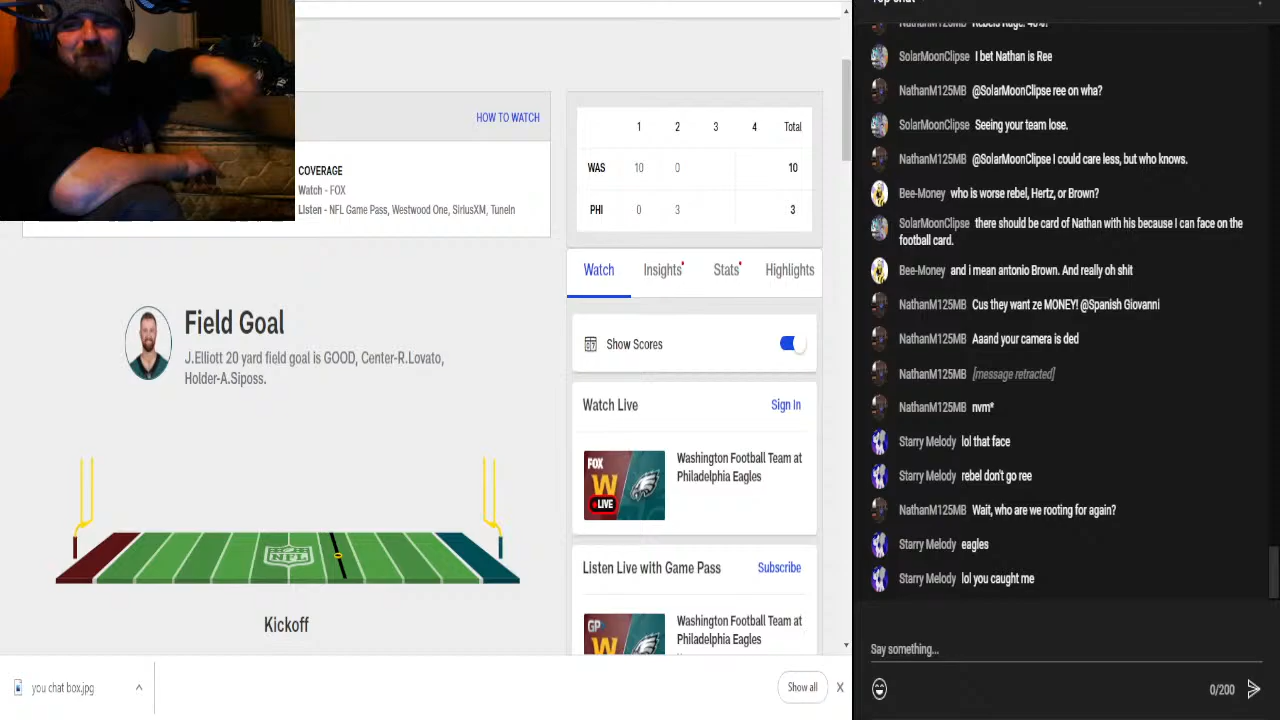 HOW TO WATCH
COVERAGE
Watch - FOX
Listen - NFL Game Pass, Westwood One, SiriusXM, TuneIn
Field Goal
J.Elliott 20 yard field goal is GOOD, Center-R.Lovato,
Holder-A.Siposs.
NFL
Kickoff
1 2 3 4 Total
WAS 10 0 10
PHI 0 3 3
Watch Insights Stats Highlights
Show Scores
Watch Live Sign In
FOX
W
LIVE
Washington Football Team at
Philadelphia Eagles
Listen Live with Game Pass Subscribe
GP
W
Washington Football Team at
Philadelphia Eagles
you chat box.jpg
Show all X
SolarMoonClipse I bet Nathan is Ree
NathanM125MB @SolarMoonClipse ree on wha?
SolarMoonClipse Seeing your team lose.
NathanM125MB @SolarMoonClipse I could care less, but who knows.
Bee-Money who is worse rebel, Hertz, or Brown?
SolarMoonClipse there should be card of Nathan with his because I can face on the
football card.
Bee-Money and i mean antonio Brown. And really oh shit
NathanM125MB Cus they want ze MONEY! @Spanish Giovanni
NathanM125MB Aaand your camera is ded
NathanM125MB [message retracted]
NathanM125MB nvm*
Starry Melody lol that face
Starry Melody rebel don't go ree
NathanM125MB Wait, who are we rooting for again?
Starry Melody eagles
Starry Melody lol you caught me
Say something...
0/200